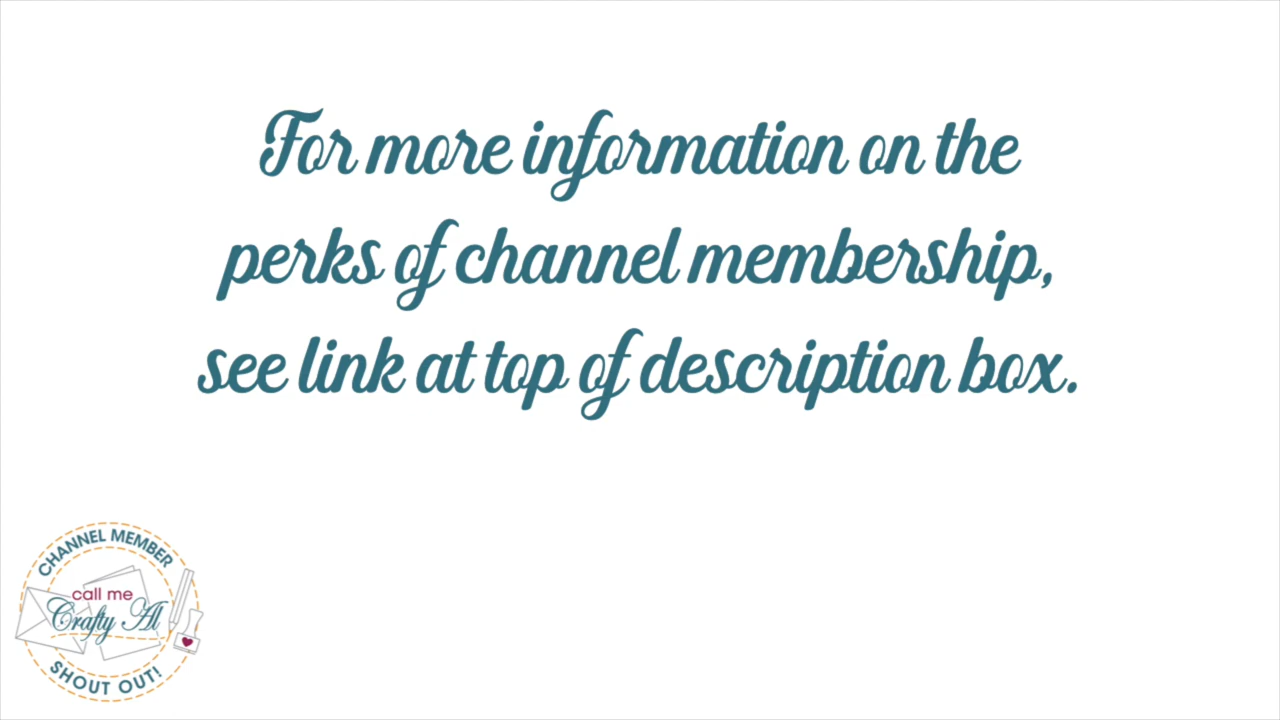 For more information on the
perks of channel membership,
see link at top of description box.
CHANNEL MEMBER
call me
Crafty Al
SHOUT OUT!